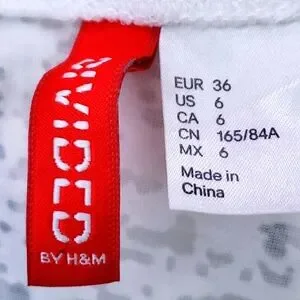 DIVIDED
BY H&M
EUR 36
US 6
CA 6
CN 165/84A
MX 6
Made in
China